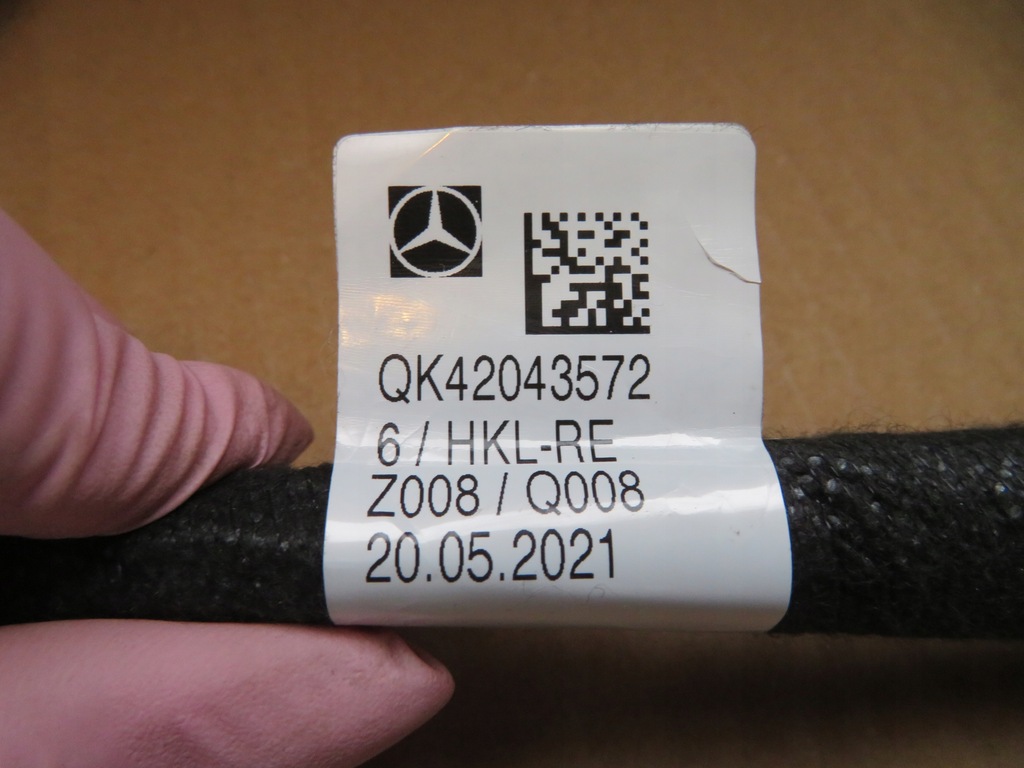 QK42043572
6 / HKL-RE
Z008 / Q008
20.05.2021